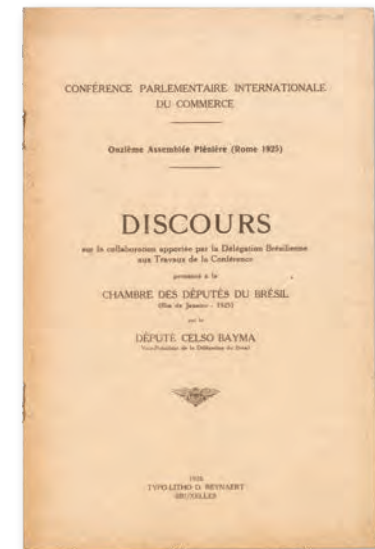 CONFÉRENCE PARLEMENTAIRE INTERNATIONALE
DU COMMERCE
Onzième Assemblée Plénière (Rome 1925)
DISCOURS
sur la collaboration apportée par la Délégation Brésilienne
aux Travaux de la Conférence
prononcé à la
CHAMBRE DES DÉPUTÉS DU BRÉSIL
(Rio de Janeiro - 1925)
par le
DÉPUTÉ CELSO BAYMA
Vice-Président de la Délégation du Brésil
TYPO-LITHO D. REYNAERT
BRUXELLES